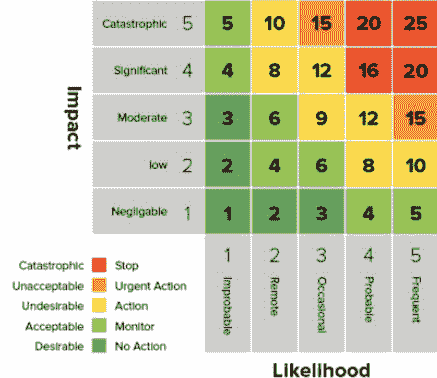 Catastrophic 5 5 10 15 20 25
Significant 4 4 8 12 16 20
Impact
Moderate 3 3 6 9 12 15
low 2 2 4 6 8 10
Negligable 1 1 2 3 4 5
1 2 3 4 5
Improbable Remote Occasional Probable Frequent
Catastrophic Stop
Unacceptable Urgent Action
Undesirable Action
Acceptable Monitor
Desirable No Action
Likelihood